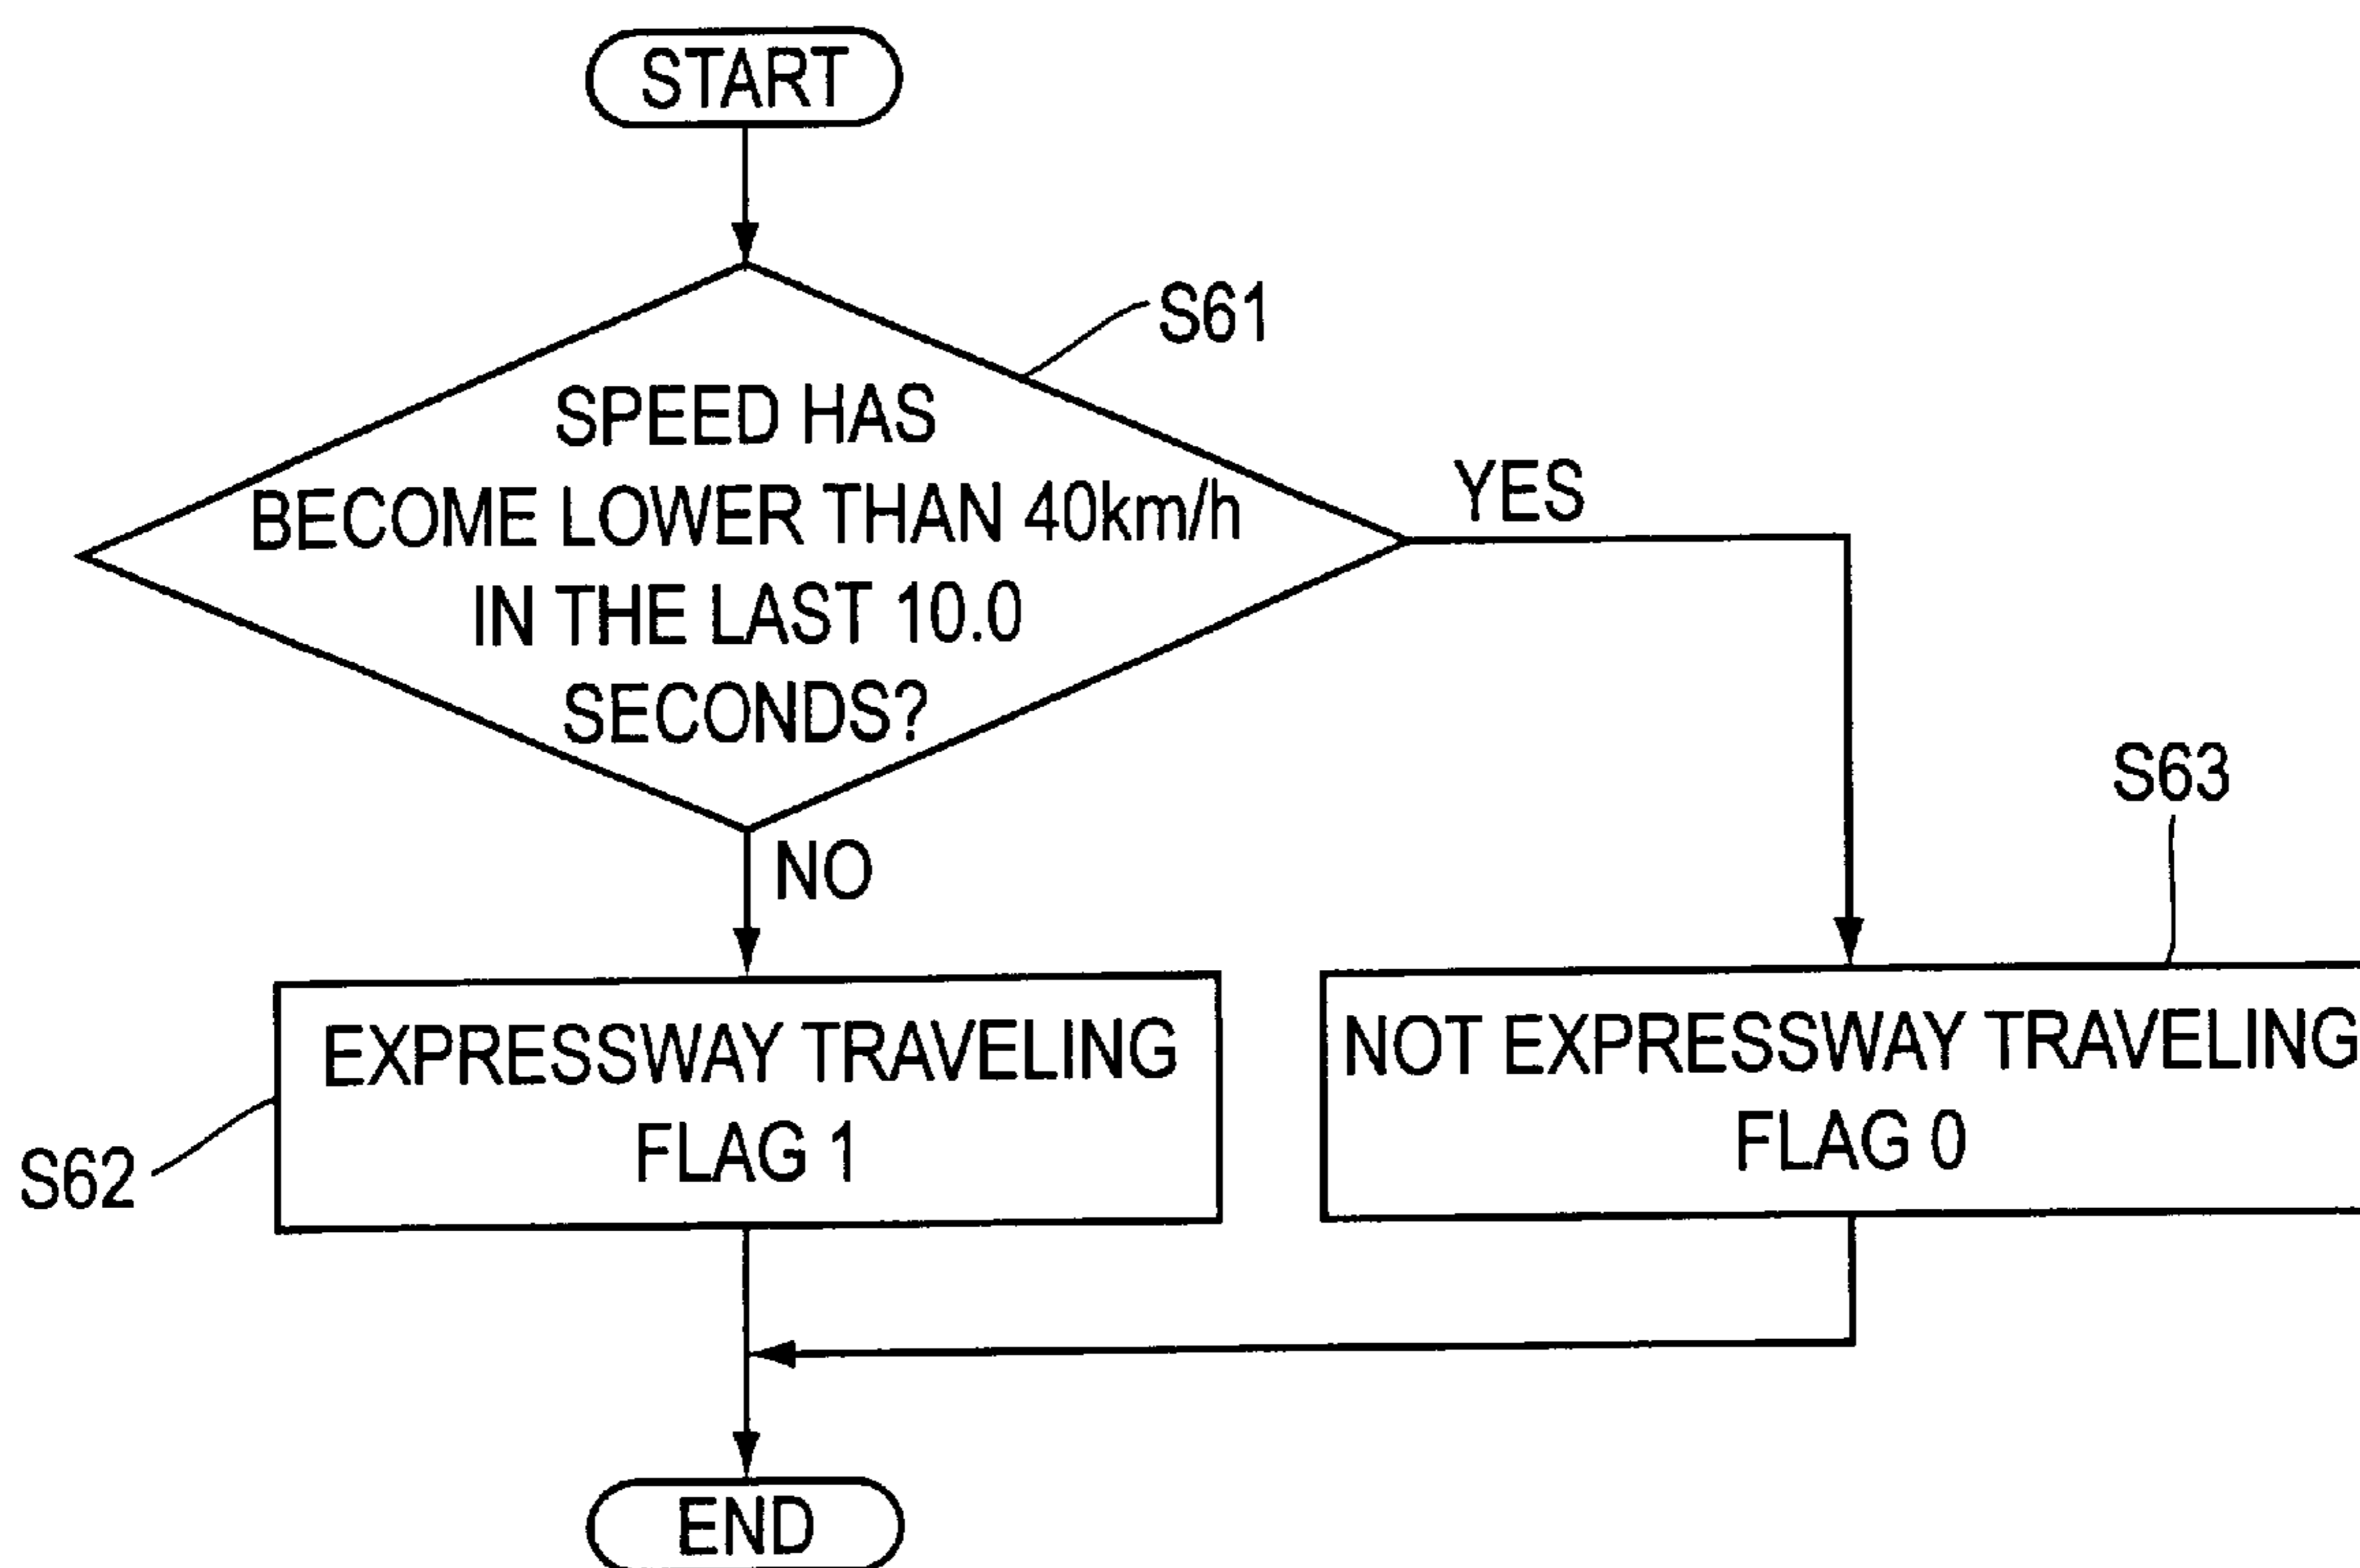 START
S61
SPEED HAS
BECOME LOWER THAN 40km/h
IN THE LAST 10.0
SECONDS?
YES
NO
S63
EXPRESSWAY TRAVELING
FLAG 1
S62
NOT EXPRESSWAY TRAVELING
FLAG 0
END